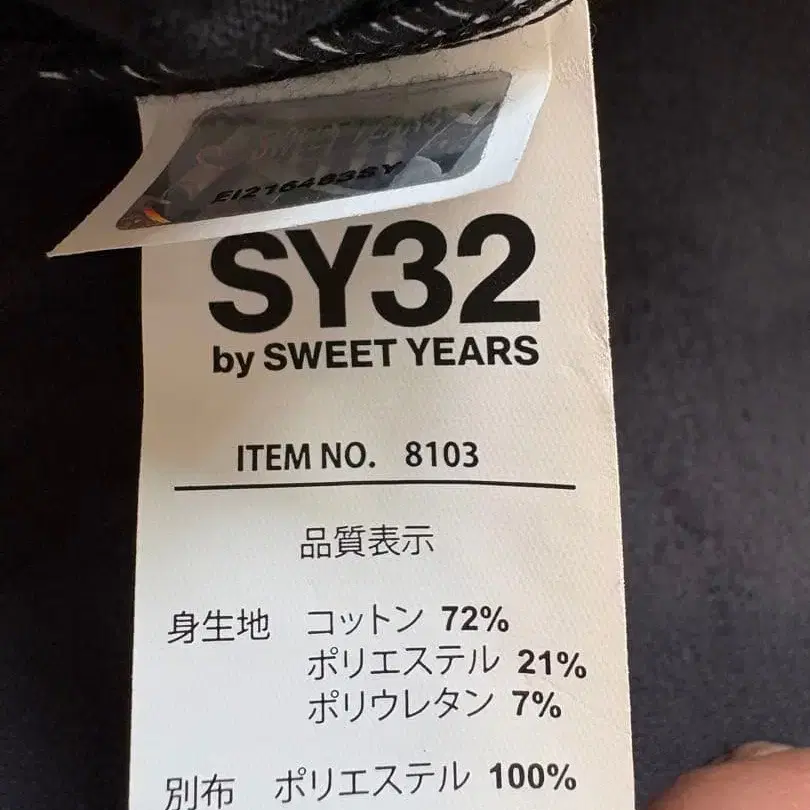 EI216483SY
SY32
by SWEET YEARS
ITEM NO. 8103
品質表示
身生地 コットン 72%
ポリエステル 21%
ポリウレタン 7%
別布 ポリエステル 100%